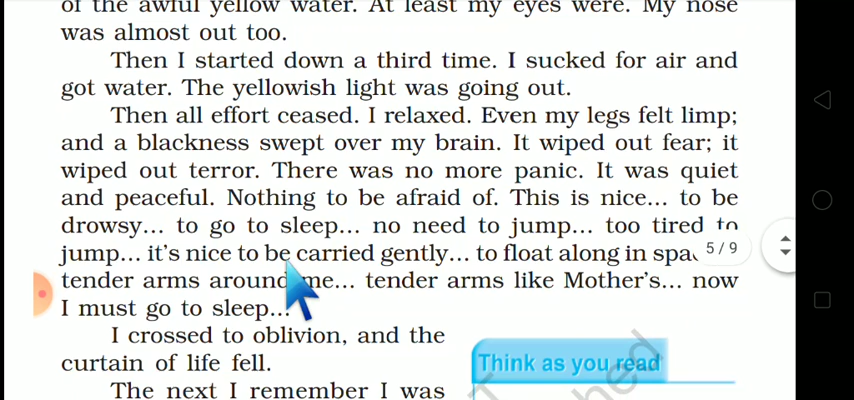 of the awful yellow water. At least my eyes were. My nose
was almost out too.
Then I started down a third time. I sucked for air and
got water. The yellowish light was going out.
Then all effort ceased. I relaxed. Even my legs felt limp;
and a blackness swept over my brain. It wiped out fear; it
wiped out terror. There was no more panic. It was quiet
and peaceful. Nothing to be afraid of. This is nice... to be
drowsy... to go to sleep... no need to jump... too tired to
jump... it's nice to be carried gently... to float along in
5/9
tender arms around me... tender arms like Mother's... now
I must go to sleep...
I crossed to oblivion, and the
curtain of life fell.
Think as you read
The next I remember I was